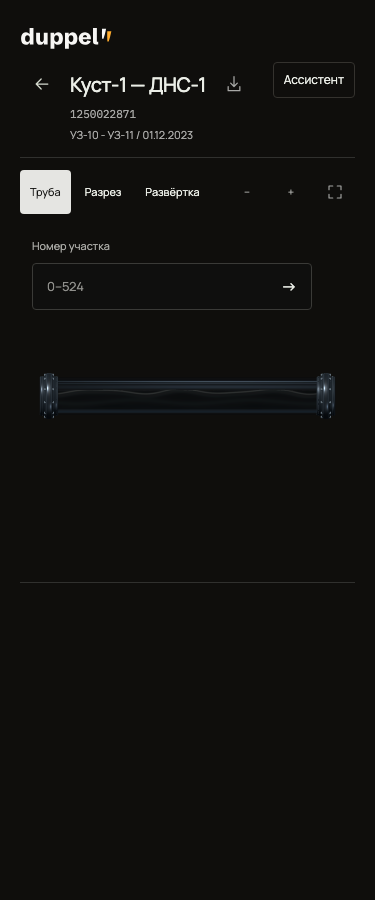 duppel
Куст-1 — ДНС-1
Ассистент
1250022871
УЗ-10 - УЗ-11 / 01.12.2023
Труба Разрез Развёртка − +
Номер участка
0–524